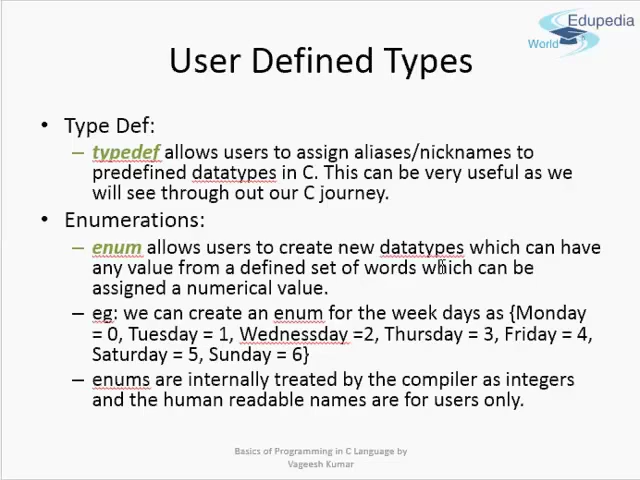 Edupedia
World
User Defined Types
• Type Def:
– typedef allows users to assign aliases/nicknames to
predefined datatypes in C. This can be very useful as we
will see through out our C journey.
• Enumerations:
– enum allows users to create new datatypes which can have
any value from a defined set of words which can be
assigned a numerical value.
– eg: we can create an enum for the week days as {Monday
= 0, Tuesday = 1, Wednessday =2, Thursday = 3, Friday = 4,
Saturday = 5, Sunday = 6}
– enums are internally treated by the compiler as integers
and the human readable names are for users only.
Basics of Programming in C Language by
Vageesh Kumar